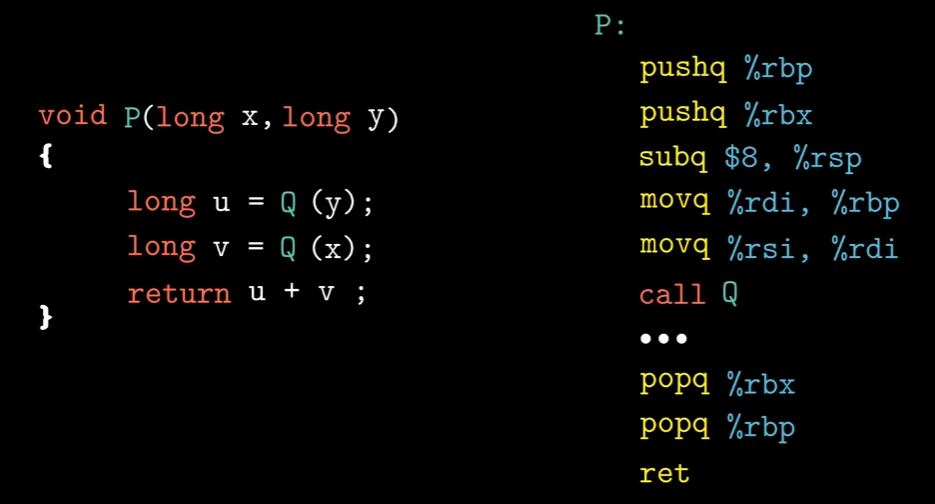 void P(long x, long y)
{
long u = Q (y);
long v = Q (x);
return u + v ;
}
P:
pushq %rbp
pushq %rbx
subq $8, %rsp
movq %rdi, %rbp
movq %rsi, %rdi
call Q
•••
popq %rbx
popq %rbp
ret